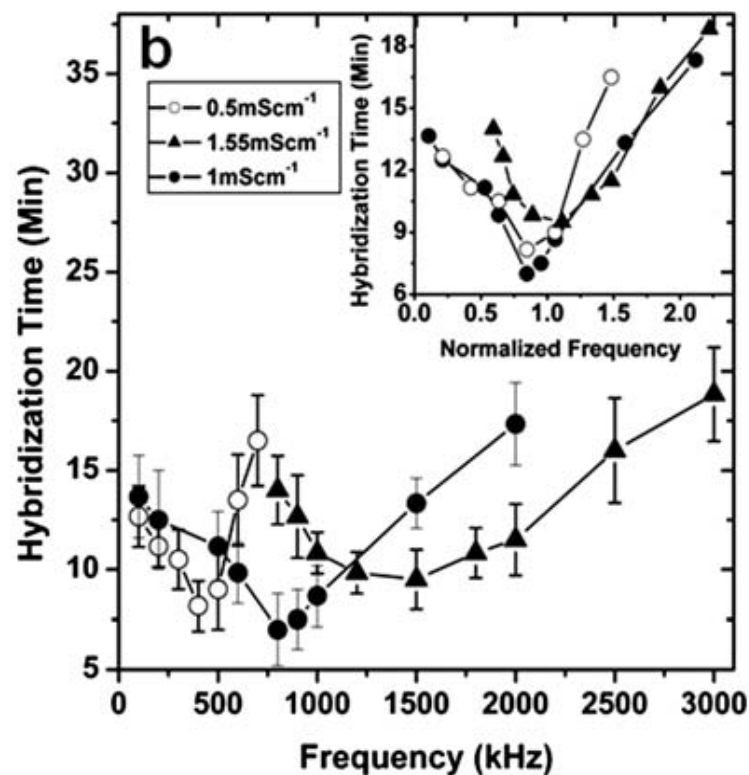 b
0.5mScm⁻¹
1.55mScm⁻¹
1mScm⁻¹
Hybridization Time (Min)
35
30
25
20
15
10
5
0 500 1000 1500 2000 2500 3000
Frequency (kHz)
Hybridization Time (Min)
18
15
12
9
6
0.0 0.5 1.0 1.5 2.0
Normalized Frequency